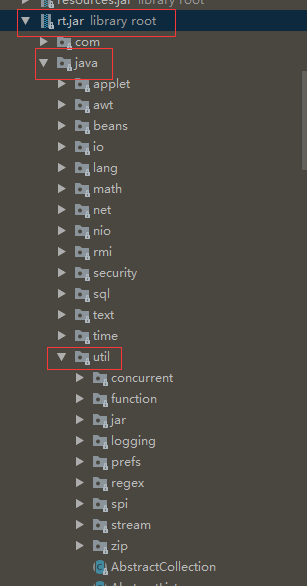 resources.jar library root
rt.jar library root
com
java
applet
awt
beans
io
lang
math
net
nio
rmi
security
sql
text
time
util
concurrent
function
jar
logging
prefs
regex
spi
stream
zip
AbstractCollection
AbstractList